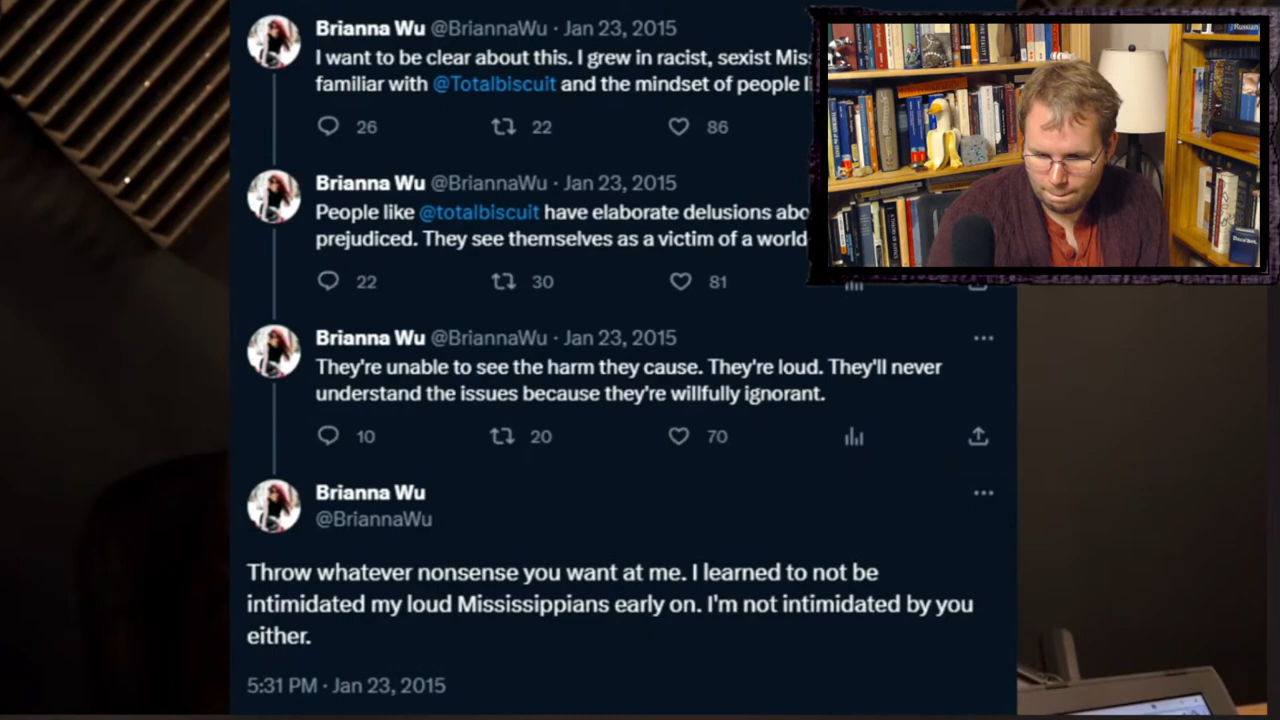 Brianna Wu @BriannaWu · Jan 23, 2015
I want to be clear about this. I grew in racist, sexist
familiar with @Totalbiscuit and the mindset of people
26 22 86
Brianna Wu @BriannaWu · Jan 23, 2015
People like @totalbiscuit have elaborate delusions
prejudiced. They see themselves as a victim of a world
22 30 81
Brianna Wu @BriannaWu · Jan 23, 2015
They're unable to see the harm they cause. They're loud. They'll never
understand the issues because they're willfully ignorant.
10 20 70
Brianna Wu
@BriannaWu
Throw whatever nonsense you want at me. I learned to not be
intimidated my loud Mississippians early on. I'm not intimidated by you
either.
5:31 PM · Jan 23, 2015